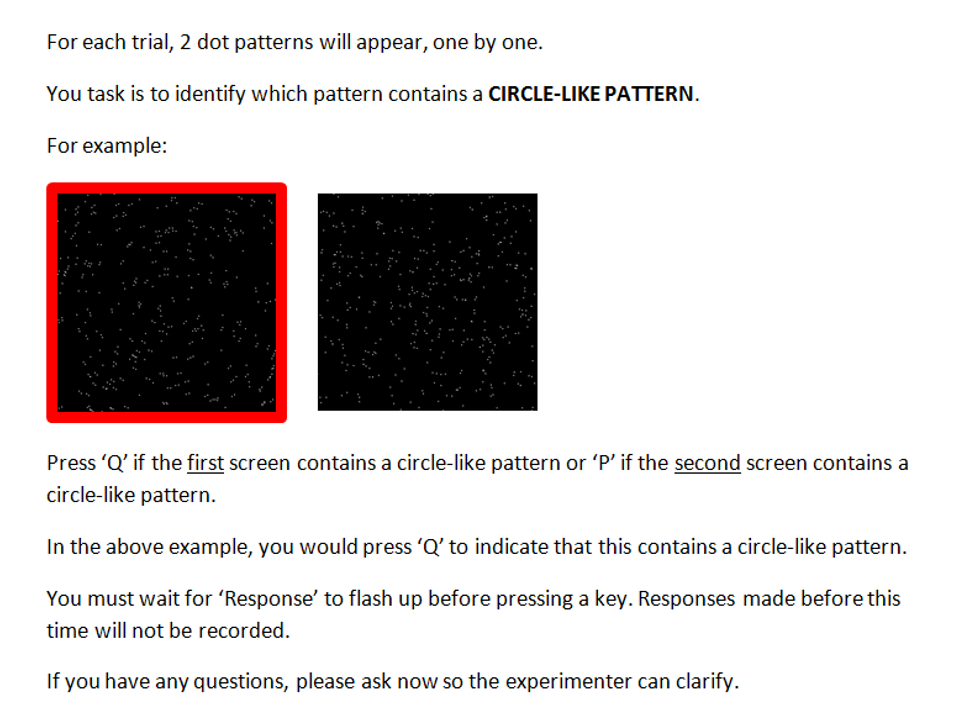 For each trial, 2 dot patterns will appear, one by one.
You task is to identify which pattern contains a CIRCLE-LIKE PATTERN.
For example:
Press ‘Q’ if the first screen contains a circle-like pattern or ‘P’ if the second screen contains a
circle-like pattern.
In the above example, you would press ‘Q’ to indicate that this contains a circle-like pattern.
You must wait for ‘Response’ to flash up before pressing a key. Responses made before this
time will not be recorded.
If you have any questions, please ask now so the experimenter can clarify.